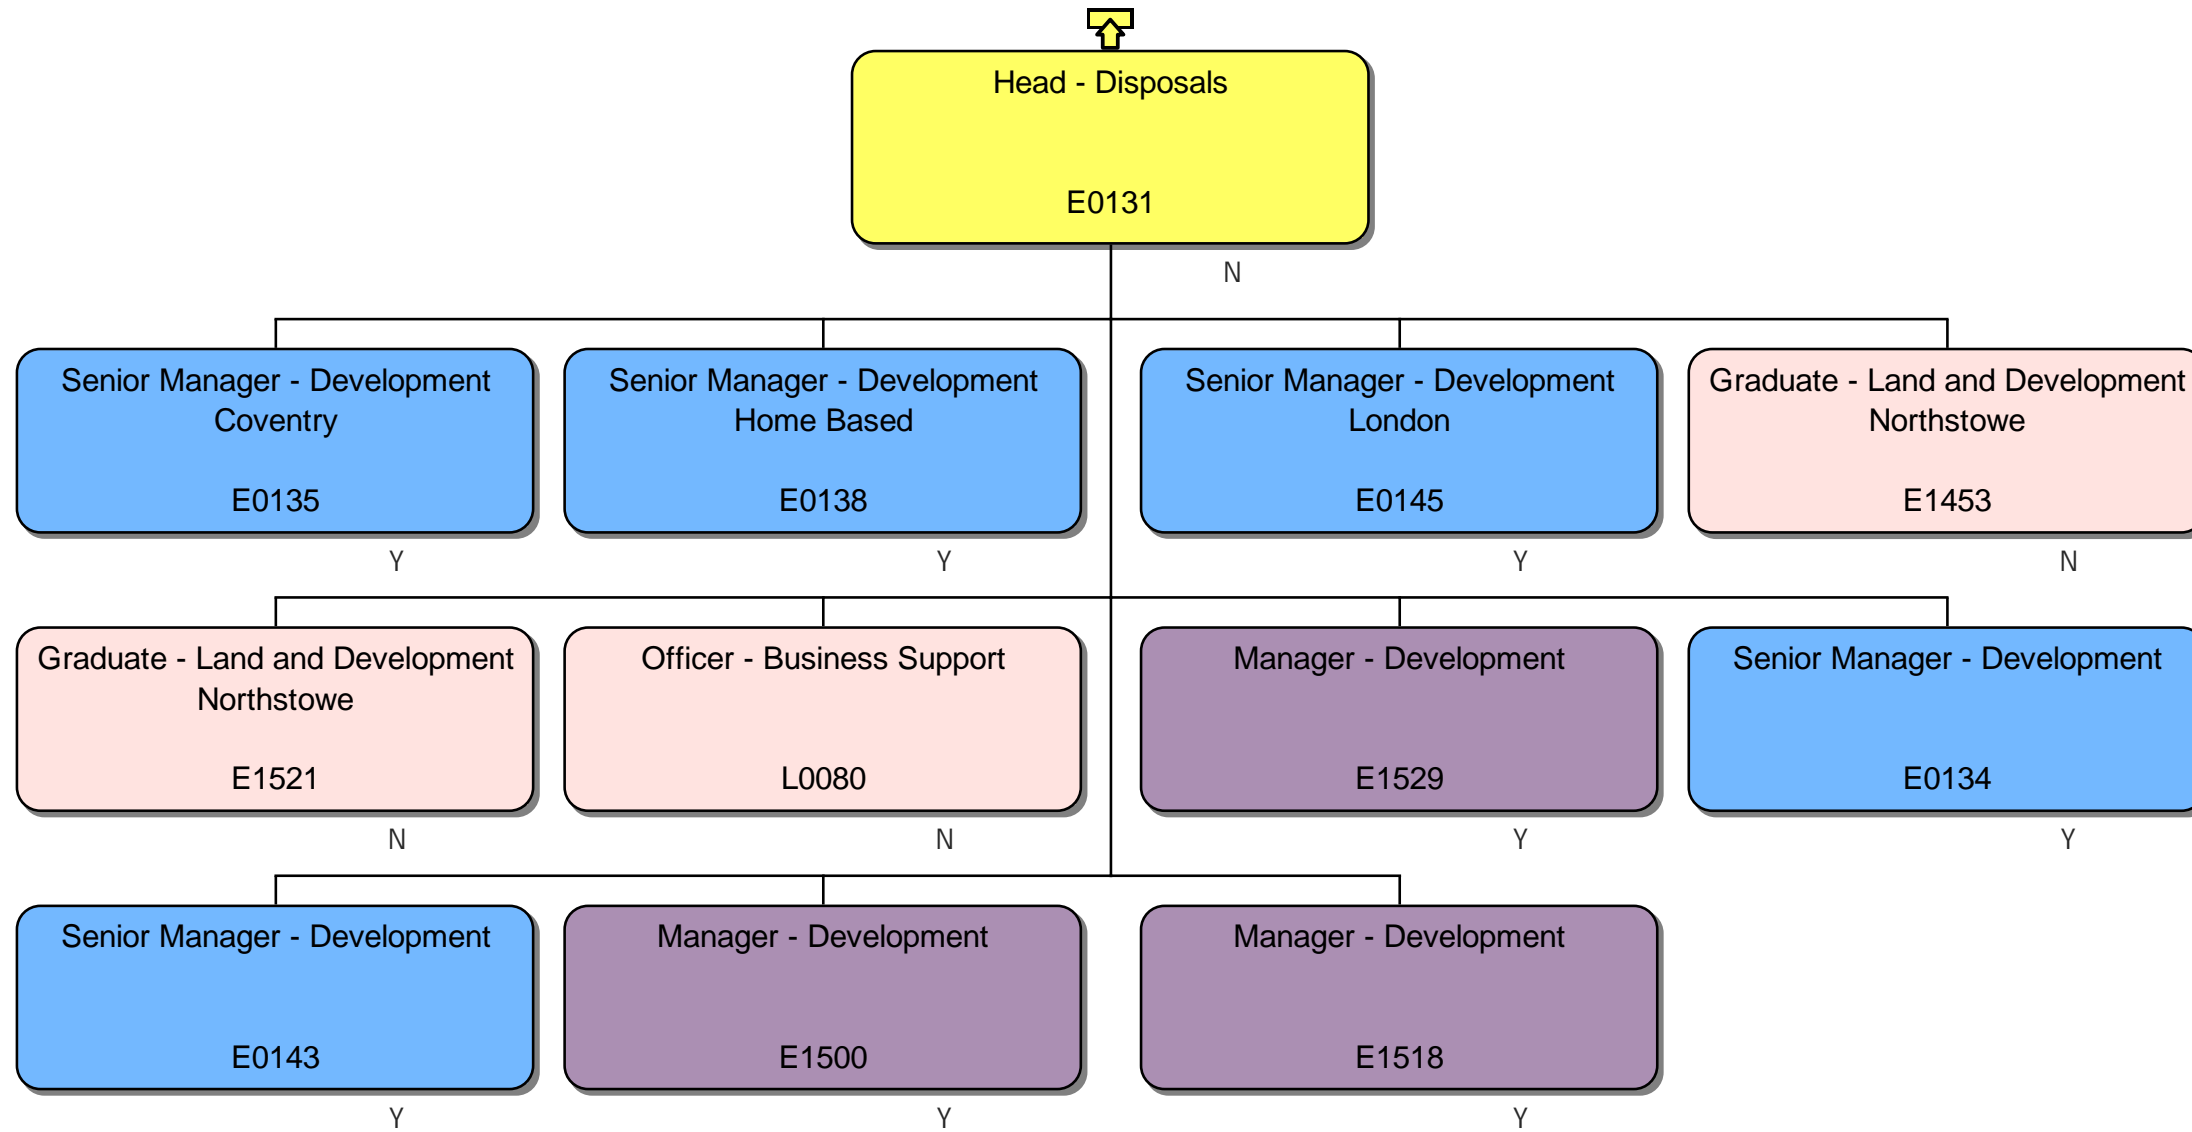 Head - Disposals
E0131
N
Senior Manager - Development
Coventry
E0135
Y
Senior Manager - Development
Home Based
E0138
Y
Senior Manager - Development
London
E0145
Y
Graduate - Land and Development
Northstowe
E1453
N
Graduate - Land and Development
Northstowe
E1521
N
Officer - Business Support
L0080
N
Manager - Development
E1529
Y
Senior Manager - Development
E0134
Y
Senior Manager - Development
E0143
Y
Manager - Development
E1500
Y
Manager - Development
E1518
Y